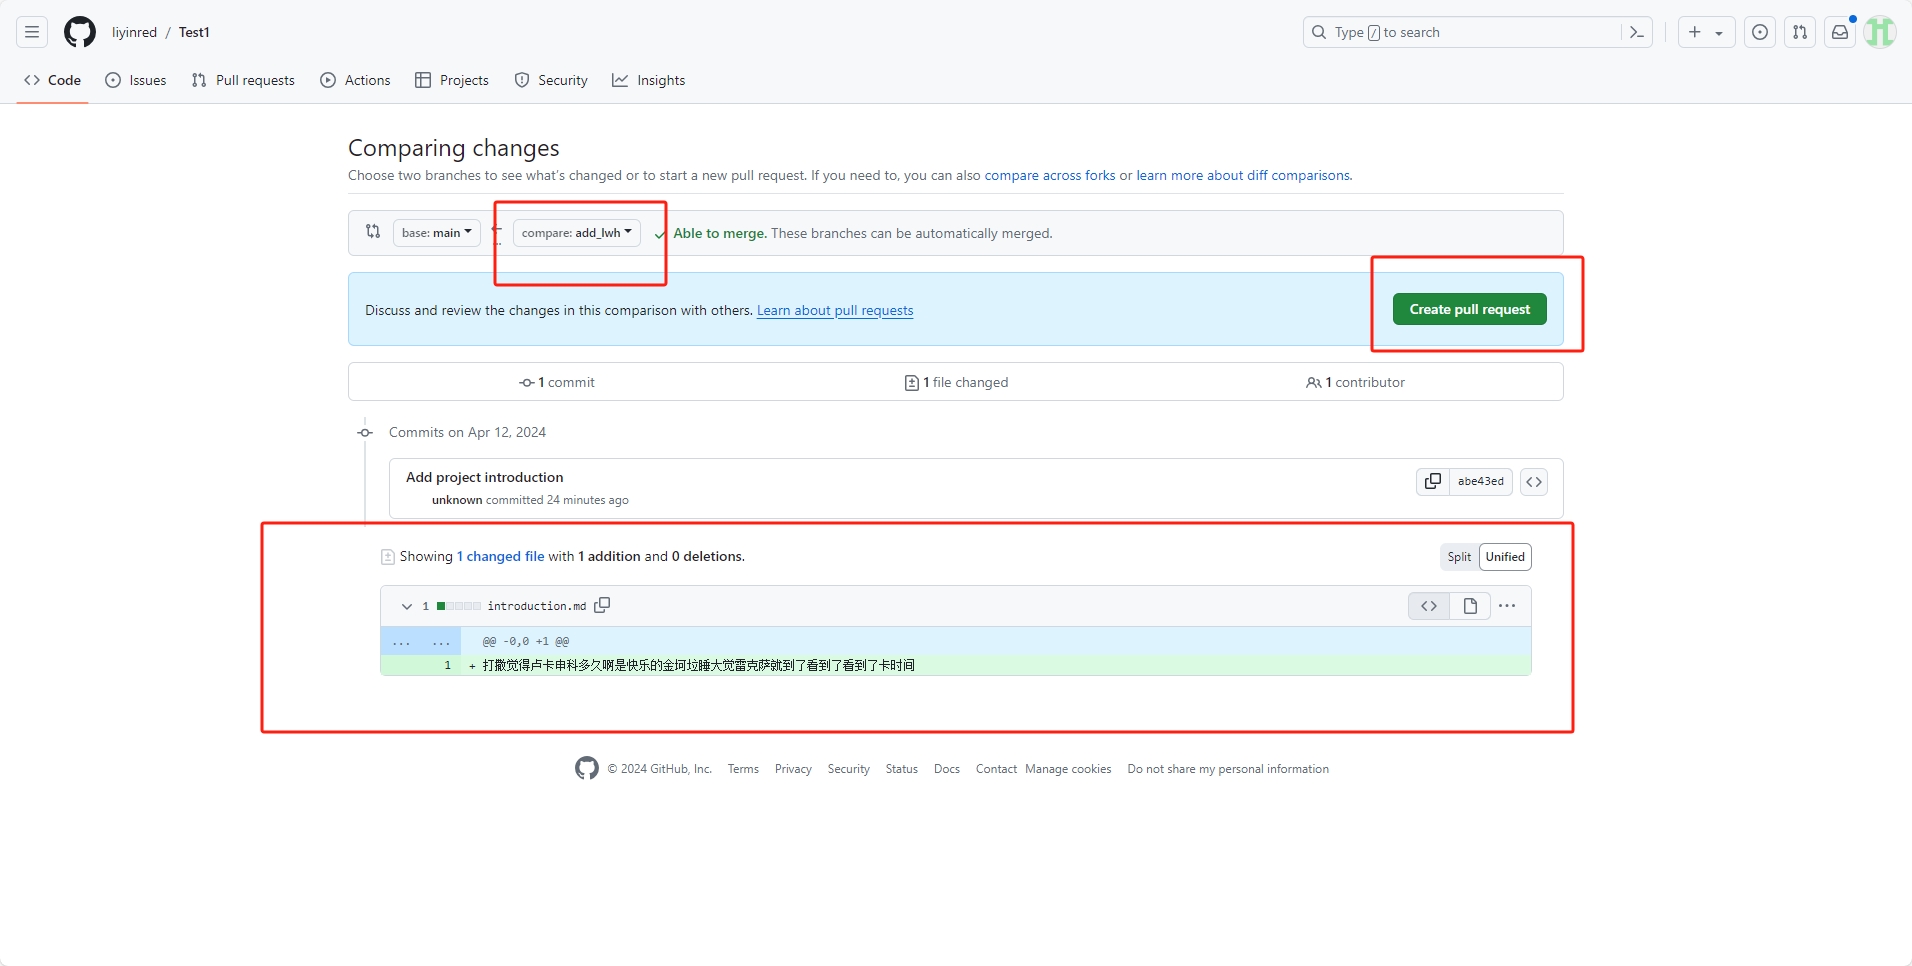 liyinred / Test1
Type / to search
Code Issues Pull requests Actions Projects Security Insights
Comparing changes
Choose two branches to see what's changed or to start a new pull request. If you need to, you can also compare across forks or learn more about diff comparisons.
base: main compare: add_lwh Able to merge. These branches can be automatically merged.
Discuss and review the changes in this comparison with others. Learn about pull requests
Create pull request
1 commit 1 file changed 1 contributor
Commits on Apr 12, 2024
Add project introduction
unknown committed 24 minutes ago
abe43ed
Showing 1 changed file with 1 addition and 0 deletions.
Split Unified
1 introduction.md
... ... @@ -0,0 +1 @@
1 + 打撒觉得卢卡申科多久啊是快乐的金坷垃睡大觉雷克萨就到了看到了看到了卡时间
© 2024 GitHub, Inc. Terms Privacy Security Status Docs Contact Manage cookies Do not share my personal information